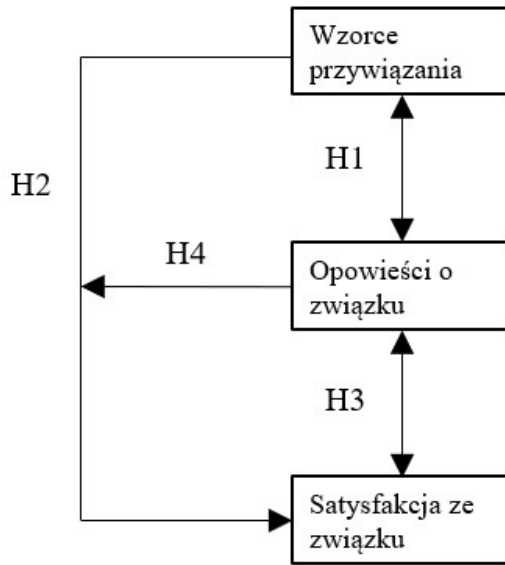 Wzorce
przywiązania
H1
H2
H4
Opowieści o
związku
H3
Satysfakcja ze
związku